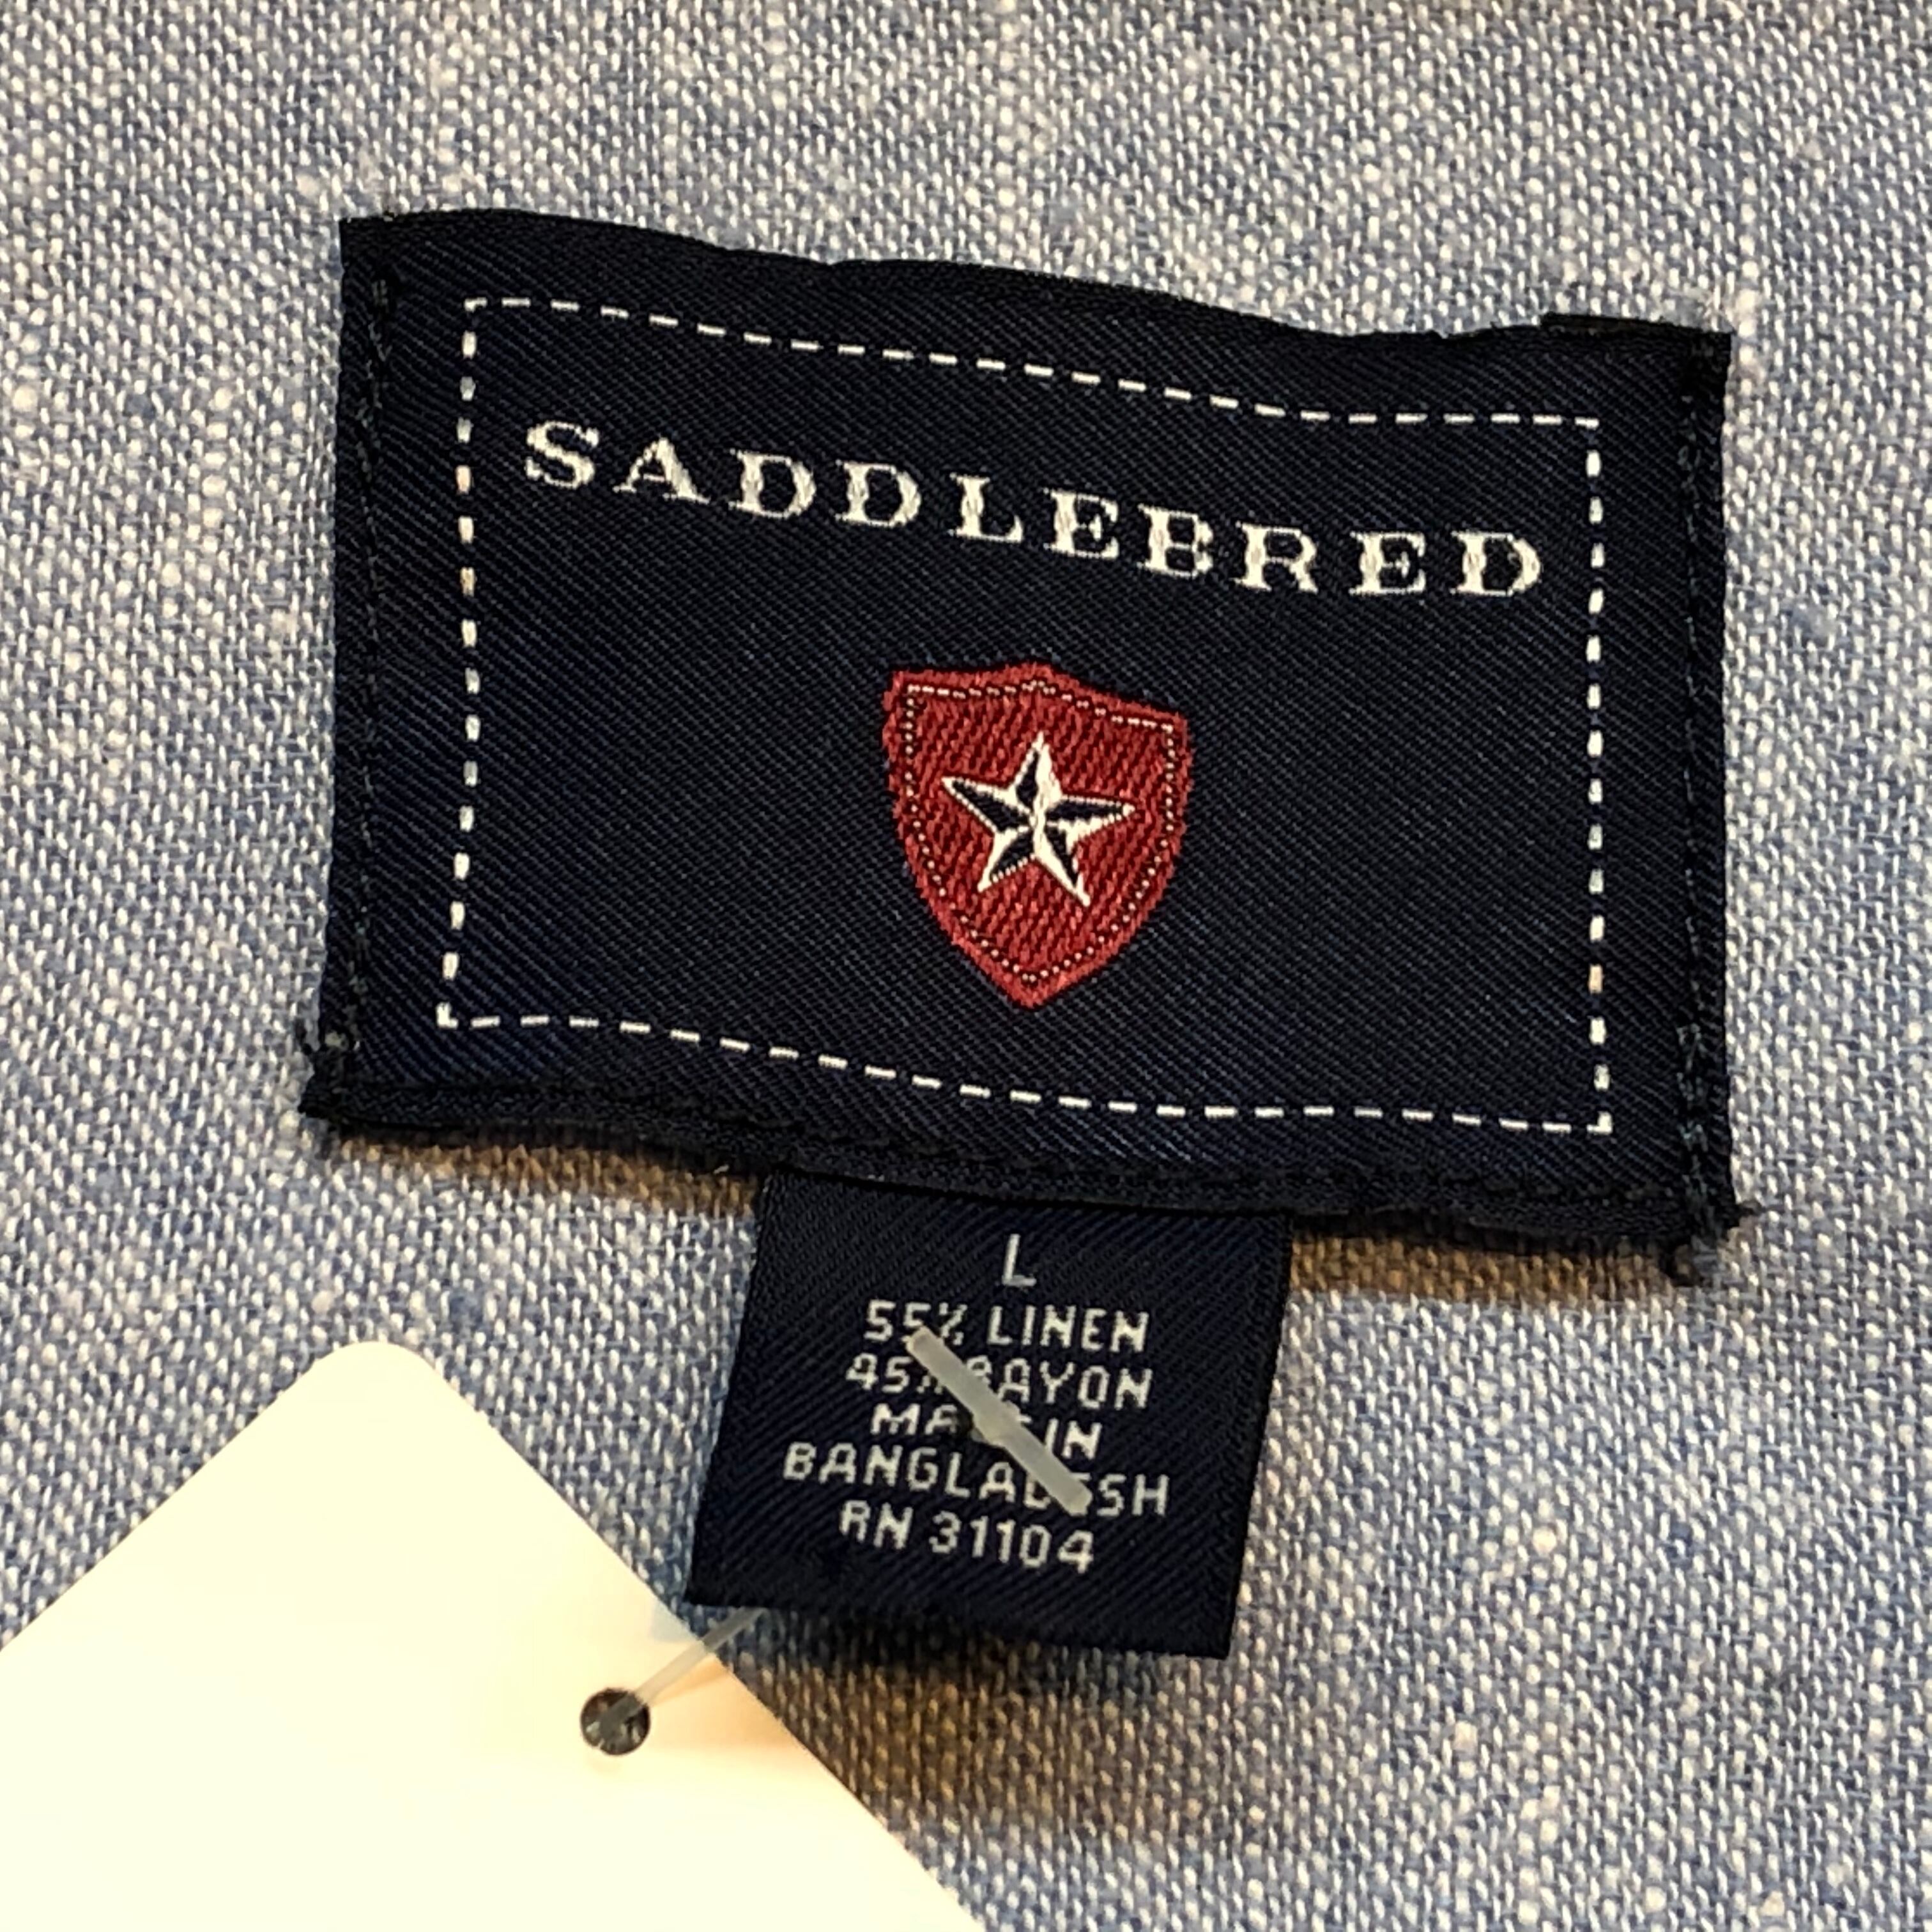 SADDLEBRED
L
55% LINEN
45% RAYON
MADE IN
BANGLADESH
RN 31104